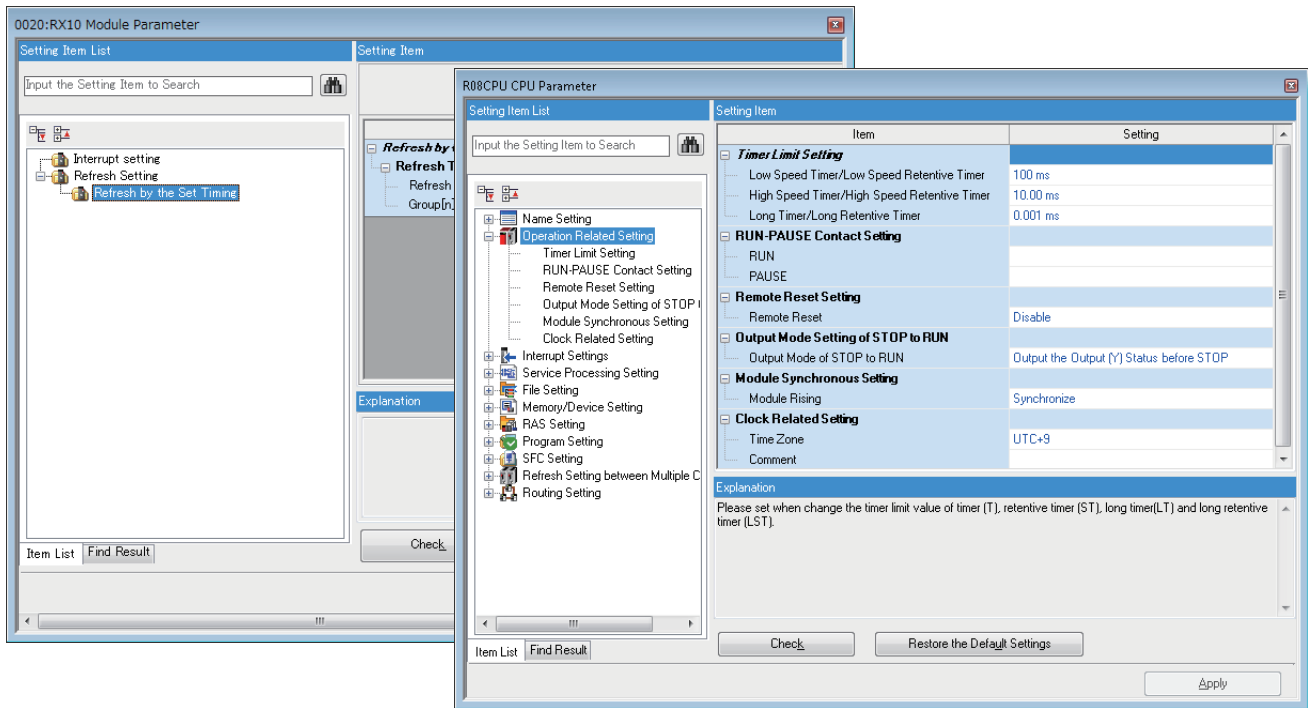 0020:RX10 Module Parameter
Setting Item List
Setting Item
Input the Setting Item to Search
Interrupt setting
Refresh Setting
Refresh by the Set Timing
Refresh by
Refresh T
Refresh
Group[n]
Explanation
Check
Item List
Find Result
R08CPU CPU Parameter
Setting Item List
Setting Item
Input the Setting Item to Search
Name Setting
Operation Related Setting
Timer Limit Setting
RUN-PAUSE Contact Setting
Remote Reset Setting
Output Mode Setting of STOP
Module Synchronous Setting
Clock Related Setting
Interrupt Settings
Service Processing Setting
File Setting
Memory/Device Setting
RAS Setting
Program Setting
SFC Setting
Refresh Setting between Multiple C
Routing Setting
Item List
Find Result
Item Setting
Timer Limit Setting
Low Speed Timer/Low Speed Retentive Timer 100 ms
High Speed Timer/High Speed Retentive Timer 10.00 ms
Long Timer/Long Retentive Timer 0.001 ms
RUN-PAUSE Contact Setting
RUN
PAUSE
Remote Reset Setting
Remote Reset Disable
Output Mode Setting of STOP to RUN
Output Mode of STOP to RUN Output the Output (Y) Status before STOP
Module Synchronous Setting
Module Rising Synchronize
Clock Related Setting
Time Zone UTC+9
Comment
Explanation
Please set when change the timer limit value of timer (T), retentive timer (ST), long timer(LT) and long retentive
timer (LST).
Check
Restore the Default Settings
Apply